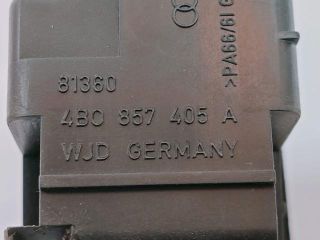 81360
4B0 857 405 A
WJD GERMANY
>PA66/6I G